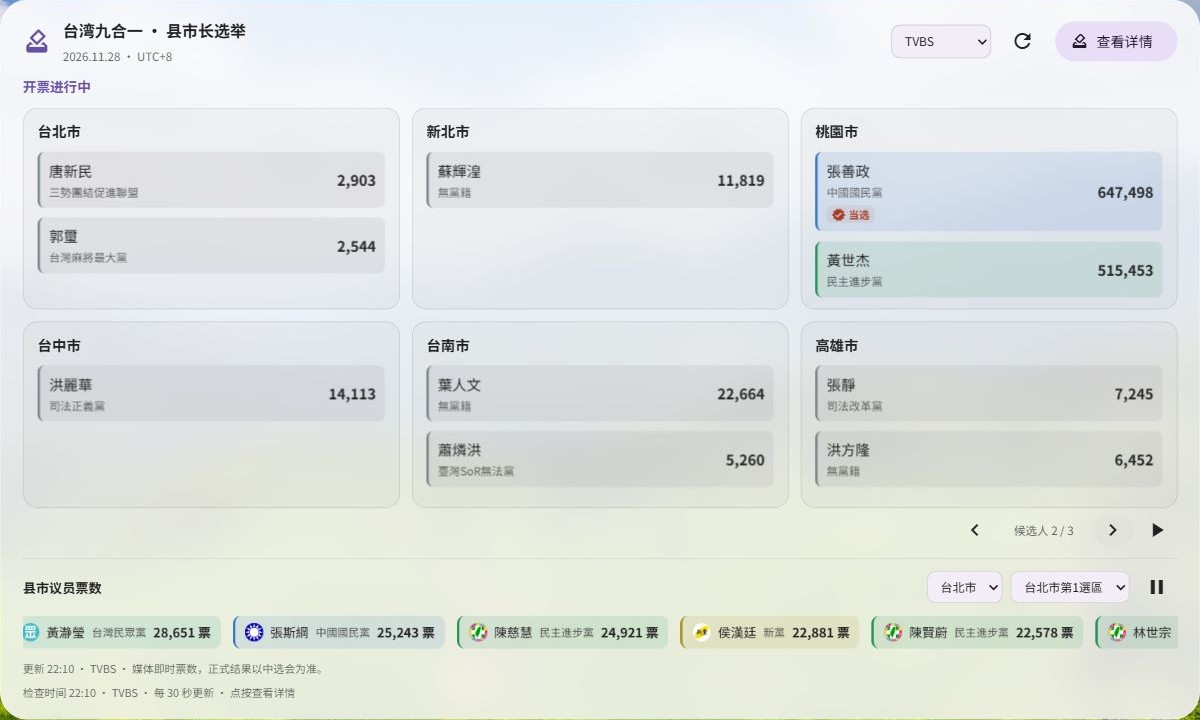 台湾九合一 · 县市长选举
2026.11.28 · UTC+8
TVBS
查看详情
开票进行中
台北市
唐新民
三勢團結促進聯盟
2,903
郭璽
台灣麻將最大黨
2,544
新北市
蘇輝湟
無黨籍
11,819
桃園市
張善政
中國國民黨
当选
647,498
黃世杰
民主進步黨
515,453
台中市
洪麗華
司法正義黨
14,113
台南市
葉人文
無黨籍
22,664
蕭燐洪
臺灣SoR無法黨
5,260
高雄市
張靜
司法改革黨
7,245
洪方隆
無黨籍
6,452
候选人 2 / 3
县市议员票数
台北市
台北市第1選區
黃瀞瑩 台灣民眾黨 28,651 票
張斯綱 中國國民黨 25,243 票
陳慈慧 民主進步黨 24,921 票
侯漢廷 新黨 22,881 票
陳賢蔚 民主進步黨 22,578 票
林世宗
更新 22:10 · TVBS · 媒体即时票数，正式结果以中选会为准。
检查时间 22:10 · TVBS · 每 30 秒更新 · 点按查看详情